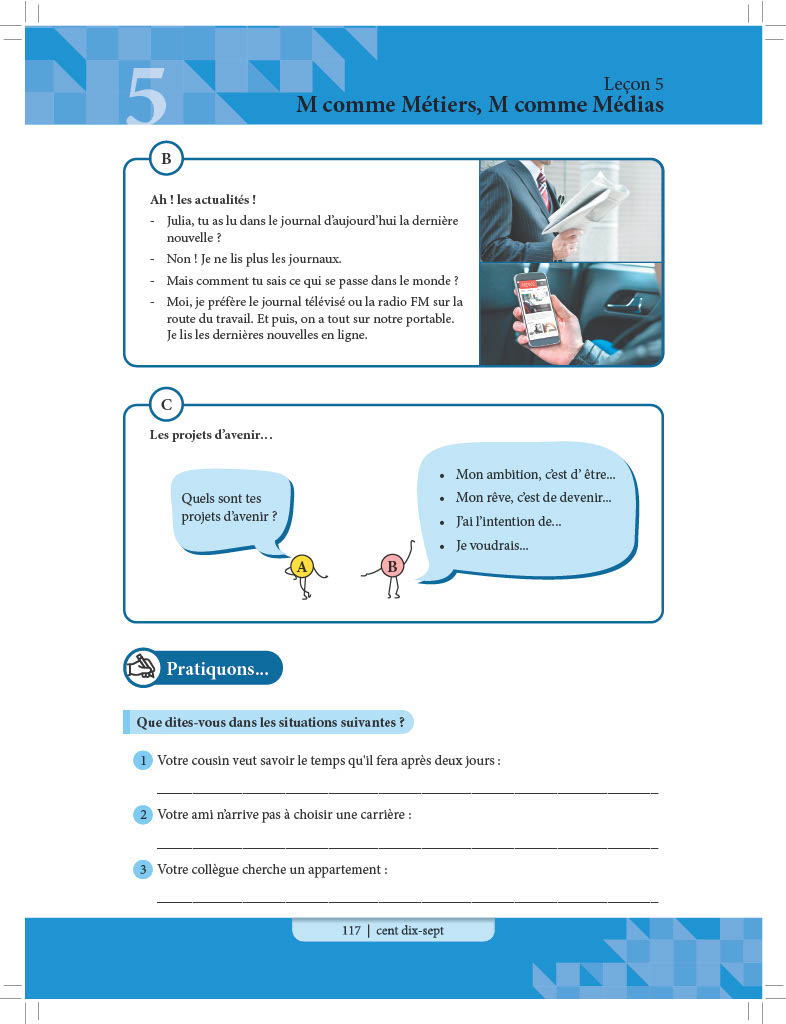 5
Leçon 5
M comme Métiers, M comme Médias
B
Ah ! les actualités !
- Julia, tu as lu dans le journal d'aujourd'hui la dernière
nouvelle ?
- Non ! Je ne lis plus les journaux.
- Mais comment tu sais ce qui se passe dans le monde ?
- Moi, je préfère le journal télévisé ou la radio FM sur la
route du travail. Et puis, on a tout sur notre portable.
Je lis les dernières nouvelles en ligne.
NEWS
C
Les projets d'avenir…
Quels sont tes
projets d'avenir ?
• Mon ambition, c'est d' être...
• Mon rêve, c'est de devenir...
• J'ai l'intention de...
• Je voudrais...
A
B
Pratiquons...
Que dites-vous dans les situations suivantes ?
1 Votre cousin veut savoir le temps qu'il fera après deux jours :
2 Votre ami n'arrive pas à choisir une carrière :
3 Votre collègue cherche un appartement :
117 | cent dix-sept